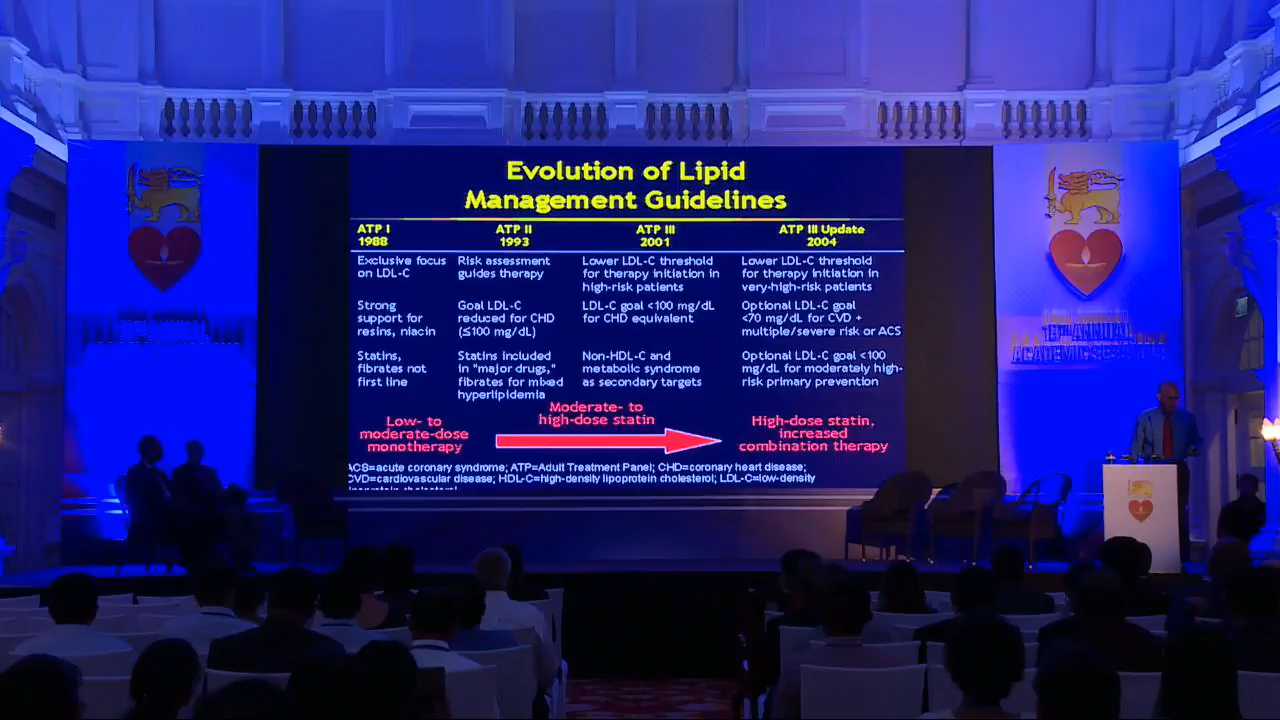 Evolution of Lipid
Management Guidelines
ATP I
1988
ATP II
1993
ATP III
2001
ATP III Update
2004
Exclusive focus
on LDL-C
Risk assessment
guides therapy
Lower LDL-C threshold
for therapy initiation in
high-risk patients
Lower LDL-C threshold
for therapy initiation in
very-high-risk patients
Strong
support for
resins, niacin
Goal LDL-C
reduced for CHD
(≤100 mg/dL)
LDL-C goal <100 mg/dL
for CHD equivalent
Optional LDL-C goal
<70 mg/dL for CVD +
multiple/severe risk or ACS
Statins,
fibrates not
first line
Statins included
in "major drugs,"
fibrates for mixed
hyperlipidemia
Non-HDL-C and
metabolic syndrome
as secondary targets
Optional LDL-C goal <100
mg/dL for moderately high-
risk primary prevention
Low- to
moderate-dose
monotherapy
Moderate- to
high-dose statin
High-dose statin,
increased
combination therapy
ACS=acute coronary syndrome; ATP=Adult Treatment Panel; CHD=coronary heart disease;
CVD=cardiovascular disease; HDL-C=high-density lipoprotein cholesterol; LDL-C=low-density
lipoprotein cholesterol
ANNUAL
ACADEMIC SESSIONS